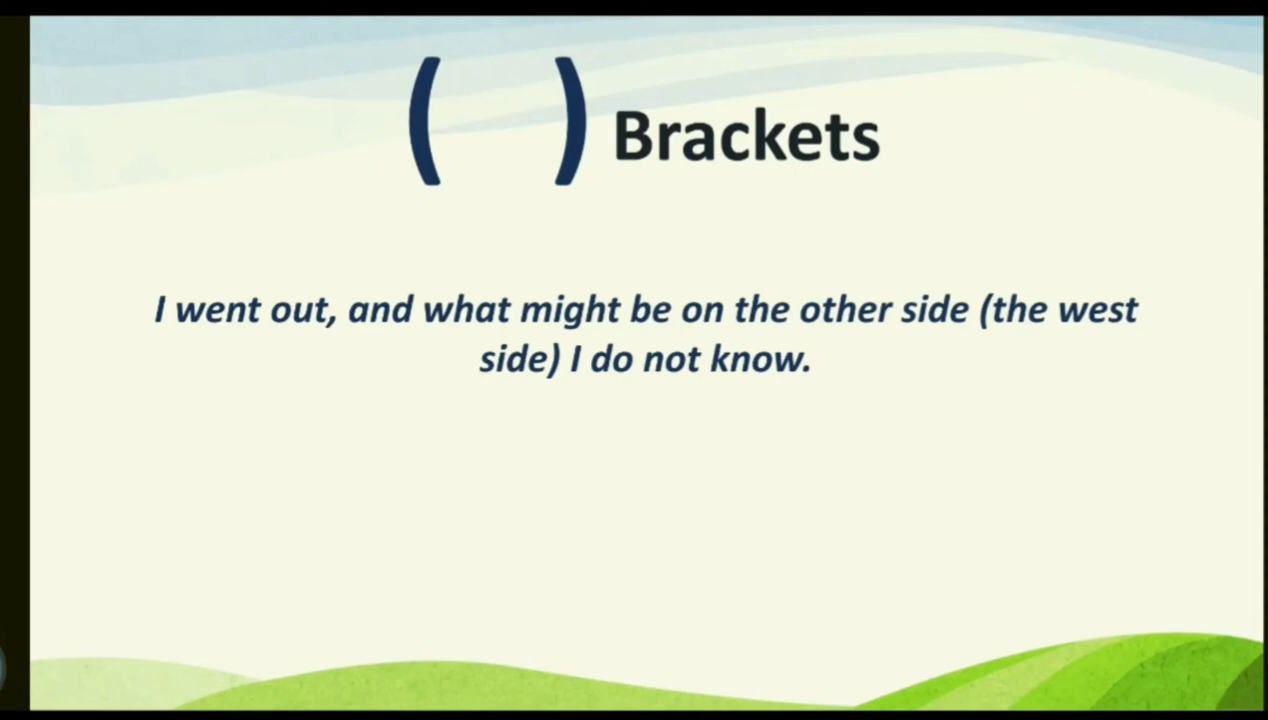 ( ) Brackets
I went out, and what might be on the other side (the west
side) I do not know.